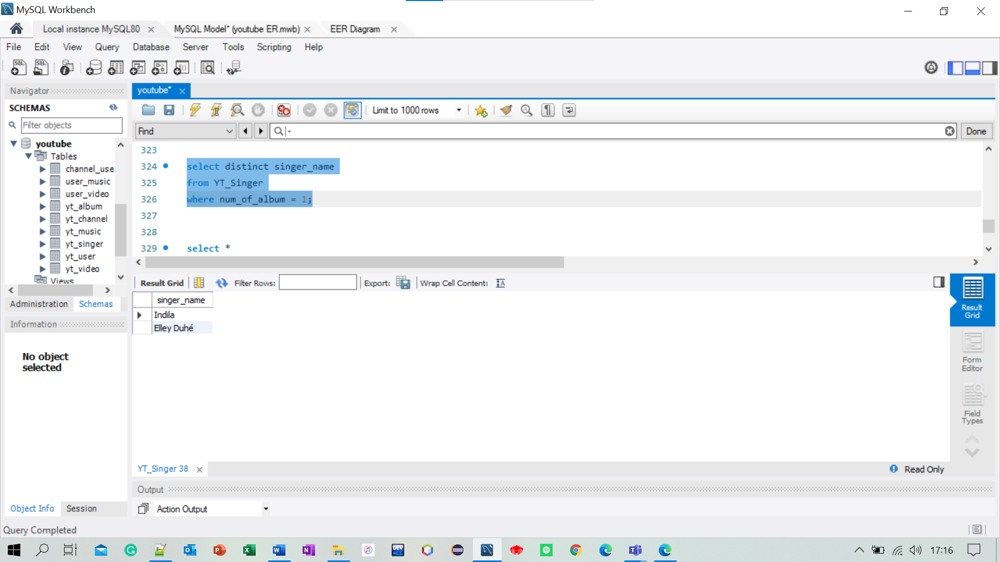 MySQL Workbench
Local instance MySQL80
MySQL Model* (youtube ER.mwb)
EER Diagram
File Edit View Query Database Server Tools Scripting Help
Navigator
SCHEMAS
Filter objects
youtube
Tables
channel_use
user_music
user_video
yt_album
yt_channel
yt_music
yt_singer
yt_user
yt_video
Views
Administration Schemas
Information
No object
selected
Object Info Session
youtube*
Limit to 1000 rows
Find
Done
323
324 select distinct singer_name
325 from YT_Singer
326 where num_of_album = 1;
327
328
329 select *
Result Grid
Filter Rows:
Export:
Wrap Cell Content:
singer_name
Indila
Elley Duhé
Result
Grid
Form
Editor
Field
Types
YT_Singer 38
Read Only
Output
Action Output
Query Completed
17:16